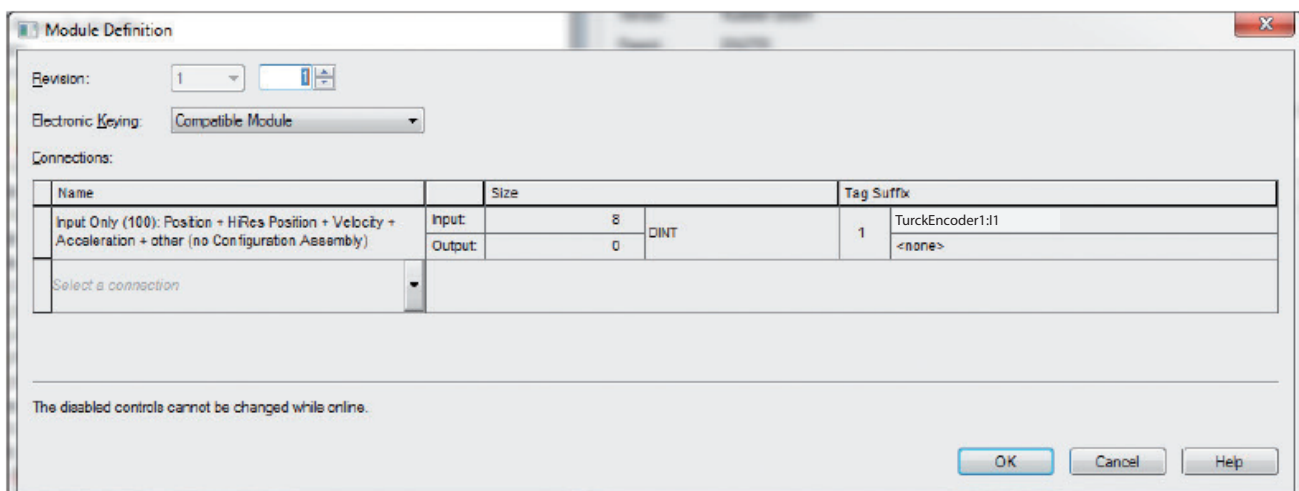 Module Definition
X
Revision:
1
1
Electronic Keying:
Compatible Module
Connections:
Name
Size
Tag Suffix
Input Only (100): Position + HiRes Position + Velocity +
Acceleration + other (no Configuration Assembly)
Input:
8
DINT
1
TurckEncoder1:I1
Output:
0
<none>
Select a connection
The disabled controls cannot be changed while online.
OK
Cancel
Help